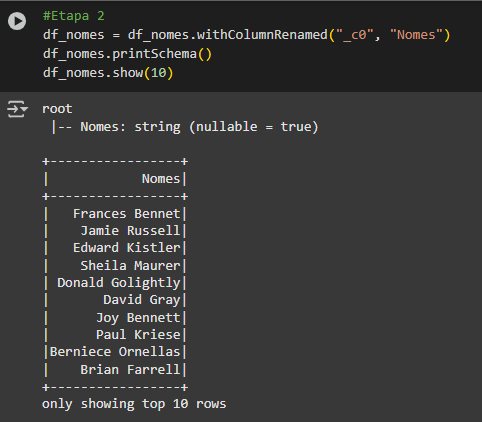 #Etapa 2
df_nomes = df_nomes.withColumnRenamed("_c0", "Nomes")
df_nomes.printSchema()
df_nomes.show(10)
root
 |-- Nomes: string (nullable = true)
+-----------------+
|            Nomes|
+-----------------+
|   Frances Bennet|
|    Jamie Russell|
|   Edward Kistler|
|    Sheila Maurer|
| Donald Golightly|
|       David Gray|
|      Joy Bennett|
|      Paul Kriese|
|Berniece Ornellas|
|    Brian Farrell|
+-----------------+
only showing top 10 rows